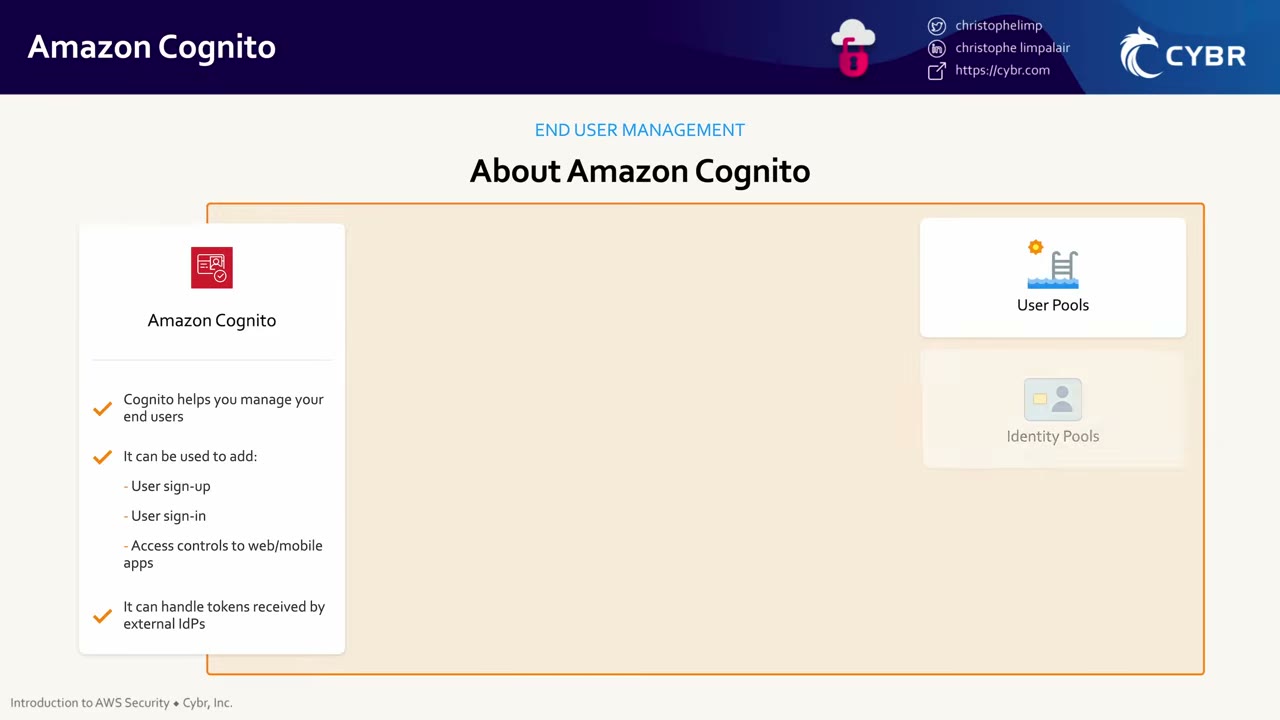 Amazon Cognito
christophelimp
christophe limpalair
https://cybr.com
CYBR
END USER MANAGEMENT
About Amazon Cognito
Amazon Cognito
Cognito helps you manage your
end users
It can be used to add:
- User sign-up
- User sign-in
- Access controls to web/mobile
apps
It can handle tokens received by
external IdPs
User Pools
Identity Pools
Introduction to AWS Security ◆ Cybr, Inc.